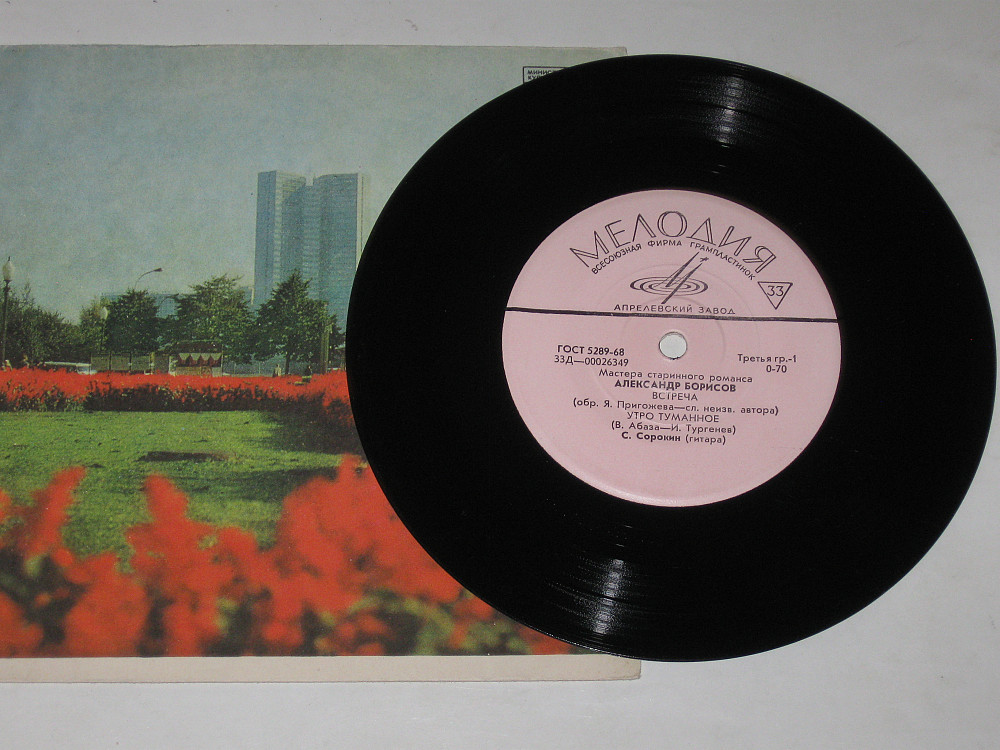 МЕЛОДИЯ
ВСЕСОЮЗНАЯ ФИРМА ГРАМПЛАСТИНОК
33
АПРЕЛЕВСКИЙ ЗАВОД
ГОСТ 5289-68
33Д—00026349
Третья гр.-1
0-70
Мастера старинного романса
АЛЕКСАНДР БОРИСОВ
ВСТРЕЧА
(обр. Я. Пригожева—сл. неизв. автора)
УТРО ТУМАННОЕ
(В. Абаза—И. Тургенев)
С. Сорокин (гитара)